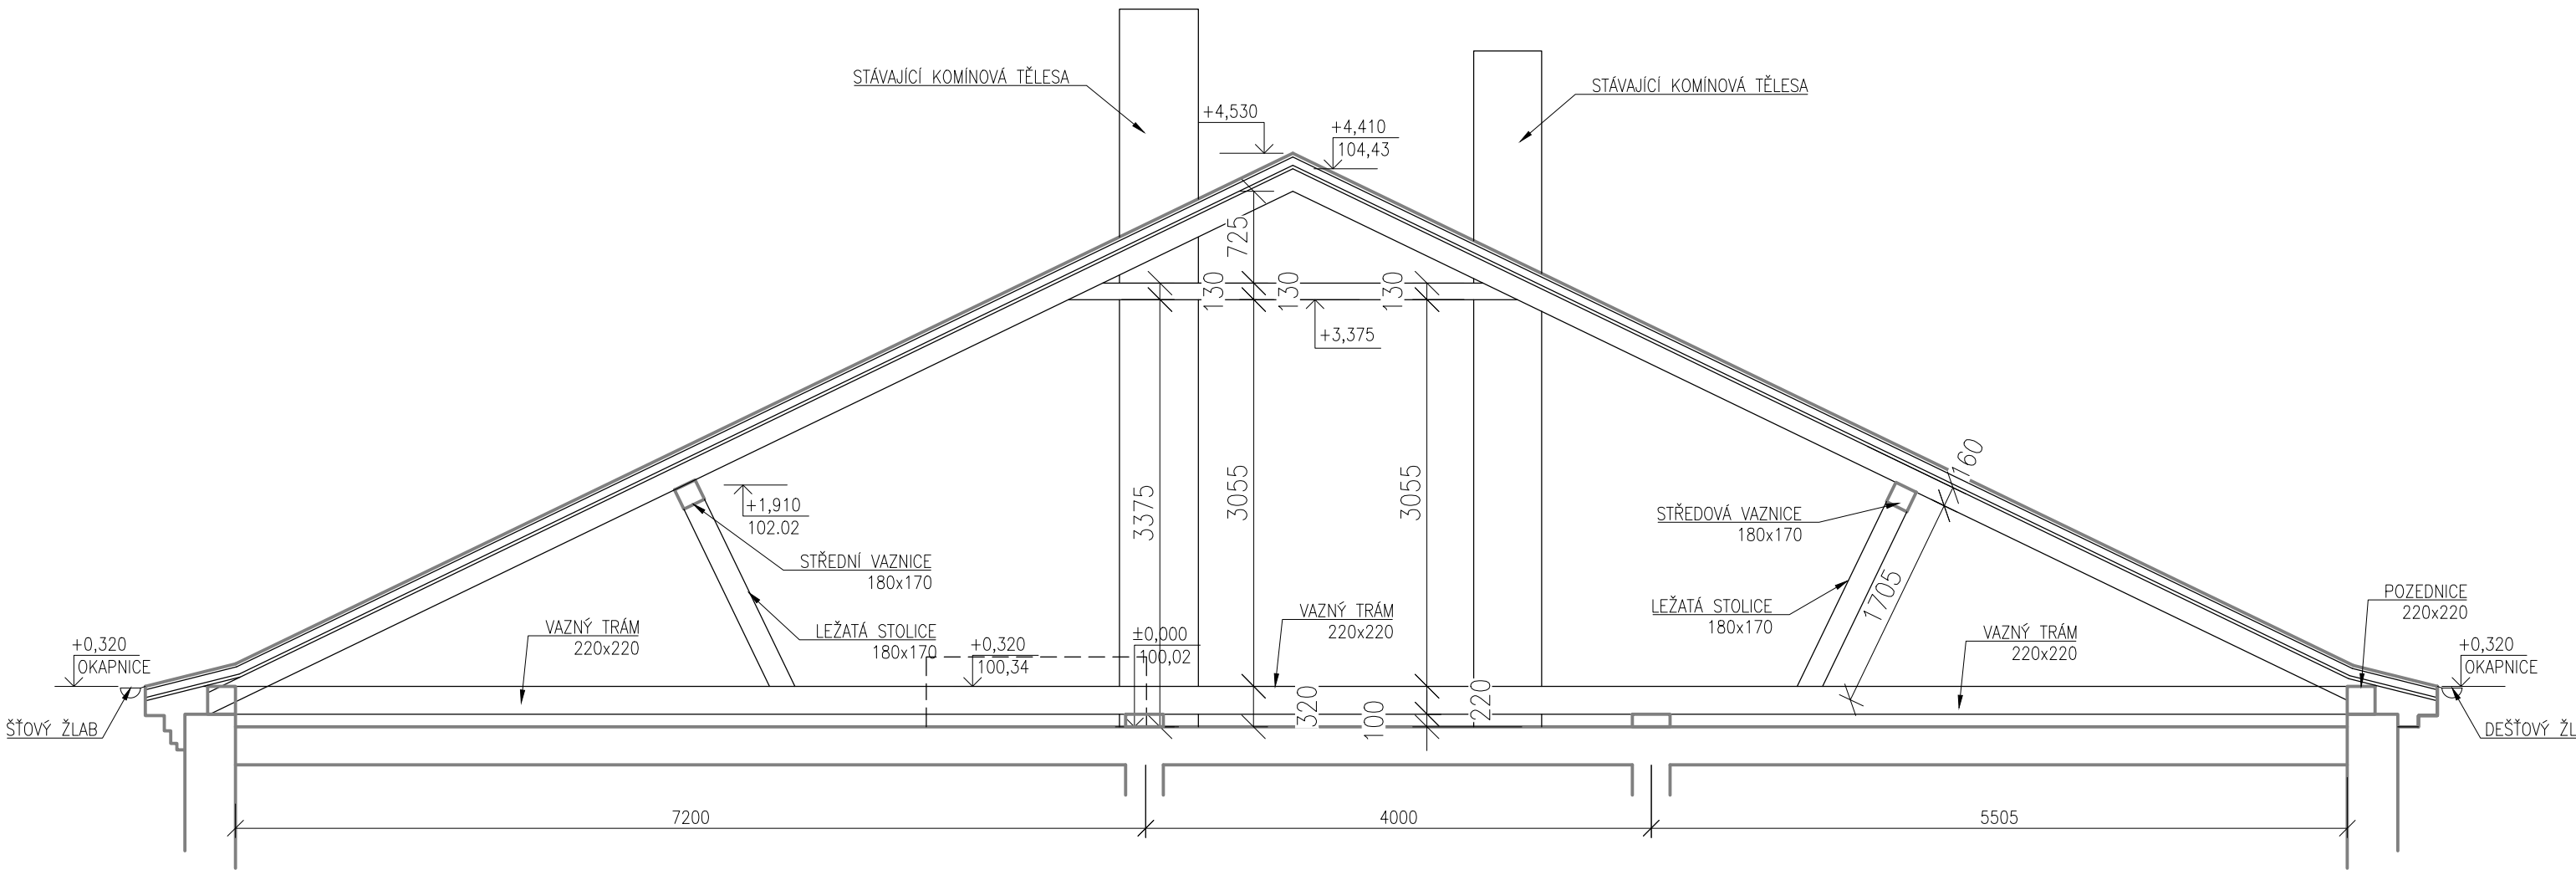 STÁVAJÍCÍ KOMÍNOVÁ TĚLESA
STÁVAJÍCÍ KOMÍNOVÁ TĚLESA
+4,530
+4,410
104,43
725
130
130
130
+3,375
160
3375
3055
3055
+1,910
102.02
STŘEDNÍ VAZNICE
180x170
STŘEDOVÁ VAZNICE
180x170
1705
LEŽATÁ STOLICE
180x170
LEŽATÁ STOLICE
180x170
VAZNÝ TRÁM
220x220
VAZNÝ TRÁM
220x220
VAZNÝ TRÁM
220x220
POZEDNICE
220x220
+0,320
OKAPNICE
+0,320
100,34
±0,000
100,02
+0,320
OKAPNICE
320
100
220
ŠŤOVÝ ŽLAB
DEŠŤOVÝ ŽL
7200
4000
5505